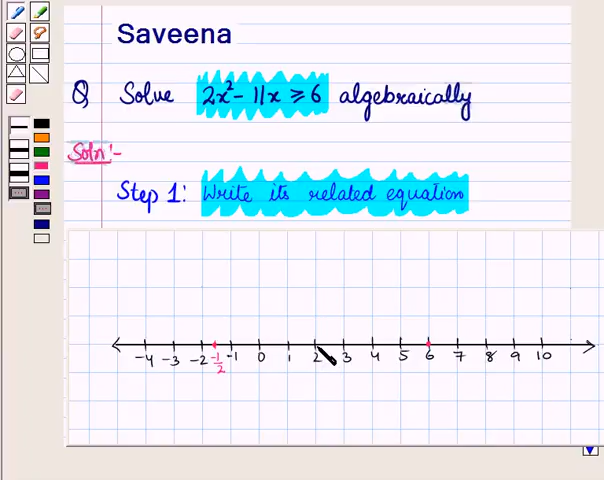 Saveena
Q Solve 2x² - 11x ≥ 6 algebraically
Soln:-
Step 1: Write its related equation
-4 -3 -2 -1/2 -1 0 1 2 3 4 5 6 7 8 9 10